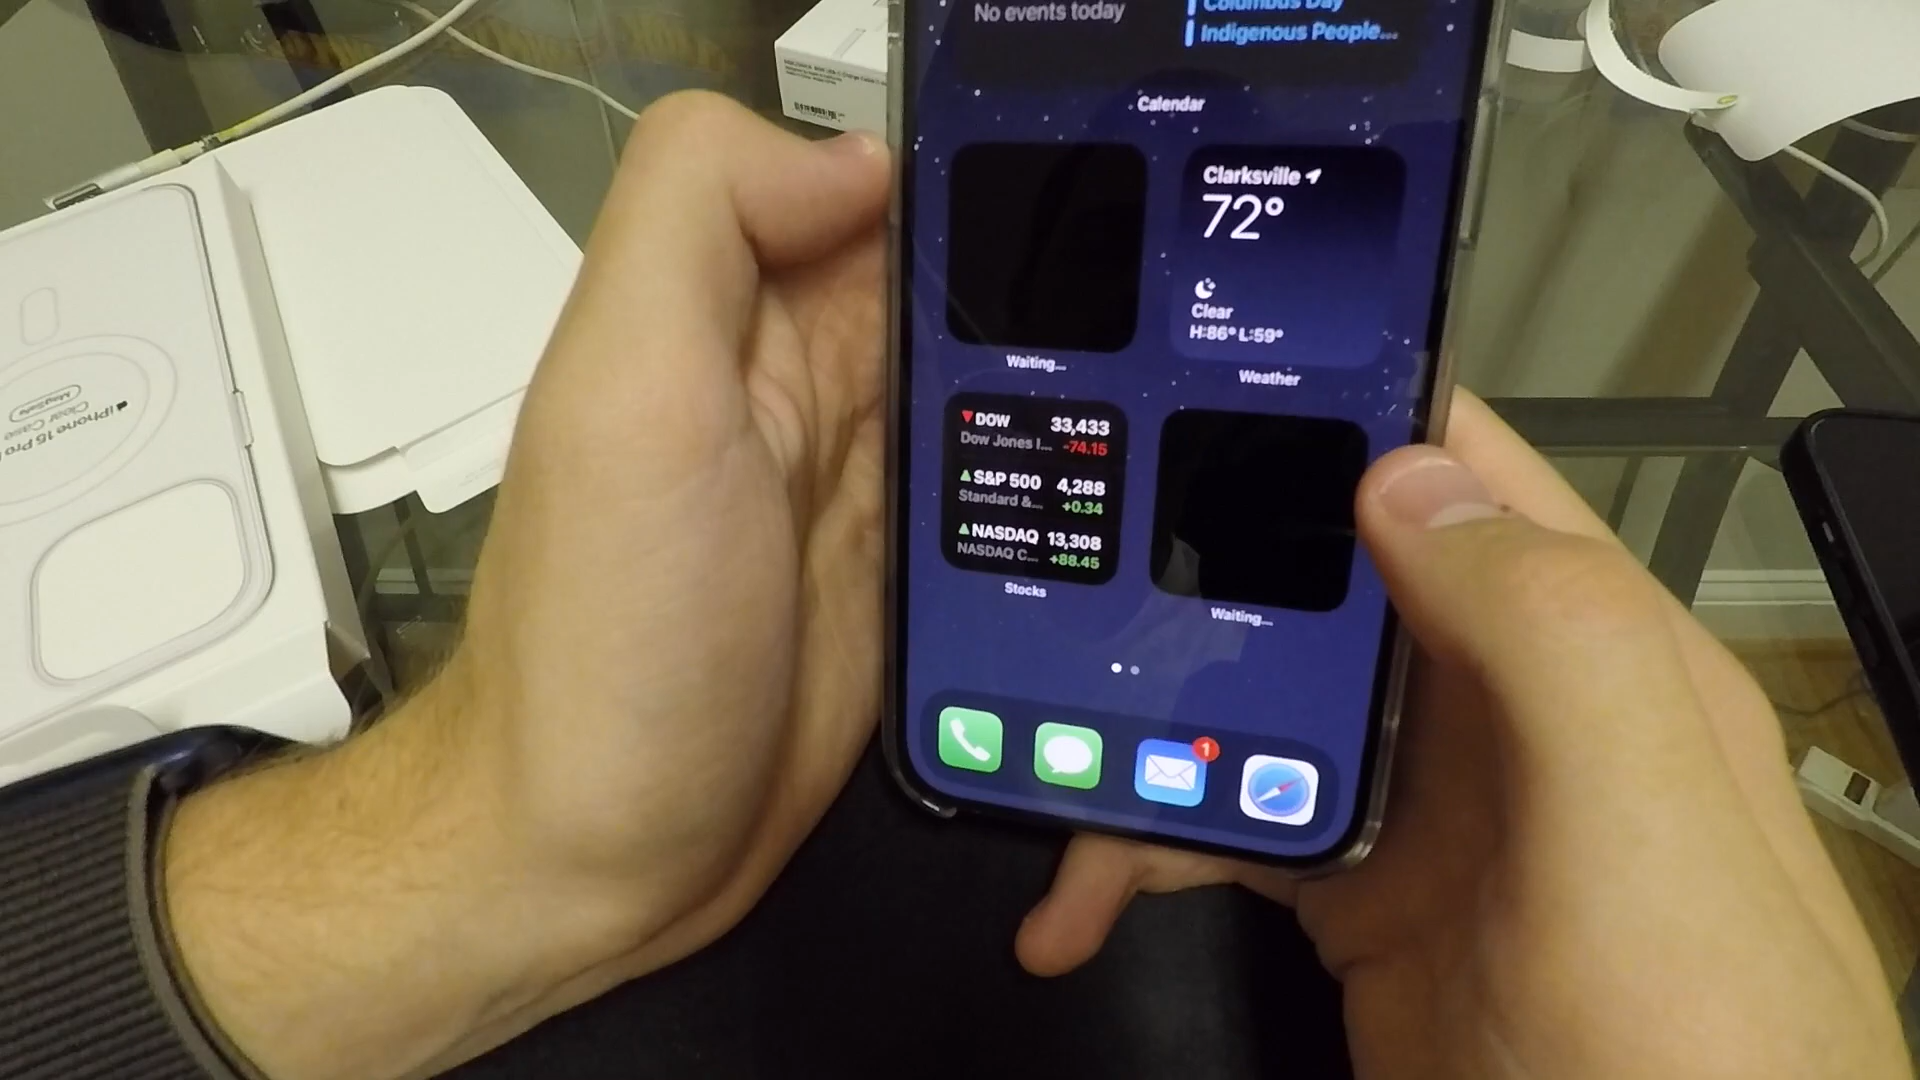 No events today
Columbus Day
Indigenous People...
Calendar
Clarksville
72°
Clear
H:86° L:59°
Waiting...
Weather
DOW 33,433
Dow Jones I... -74.15
S&P 500 4,288
Standard &... +0.34
NASDAQ 13,308
NASDAQ C... +88.45
Stocks
Waiting...
1
iPhone 15 Pro
Clear Case
MagSafe